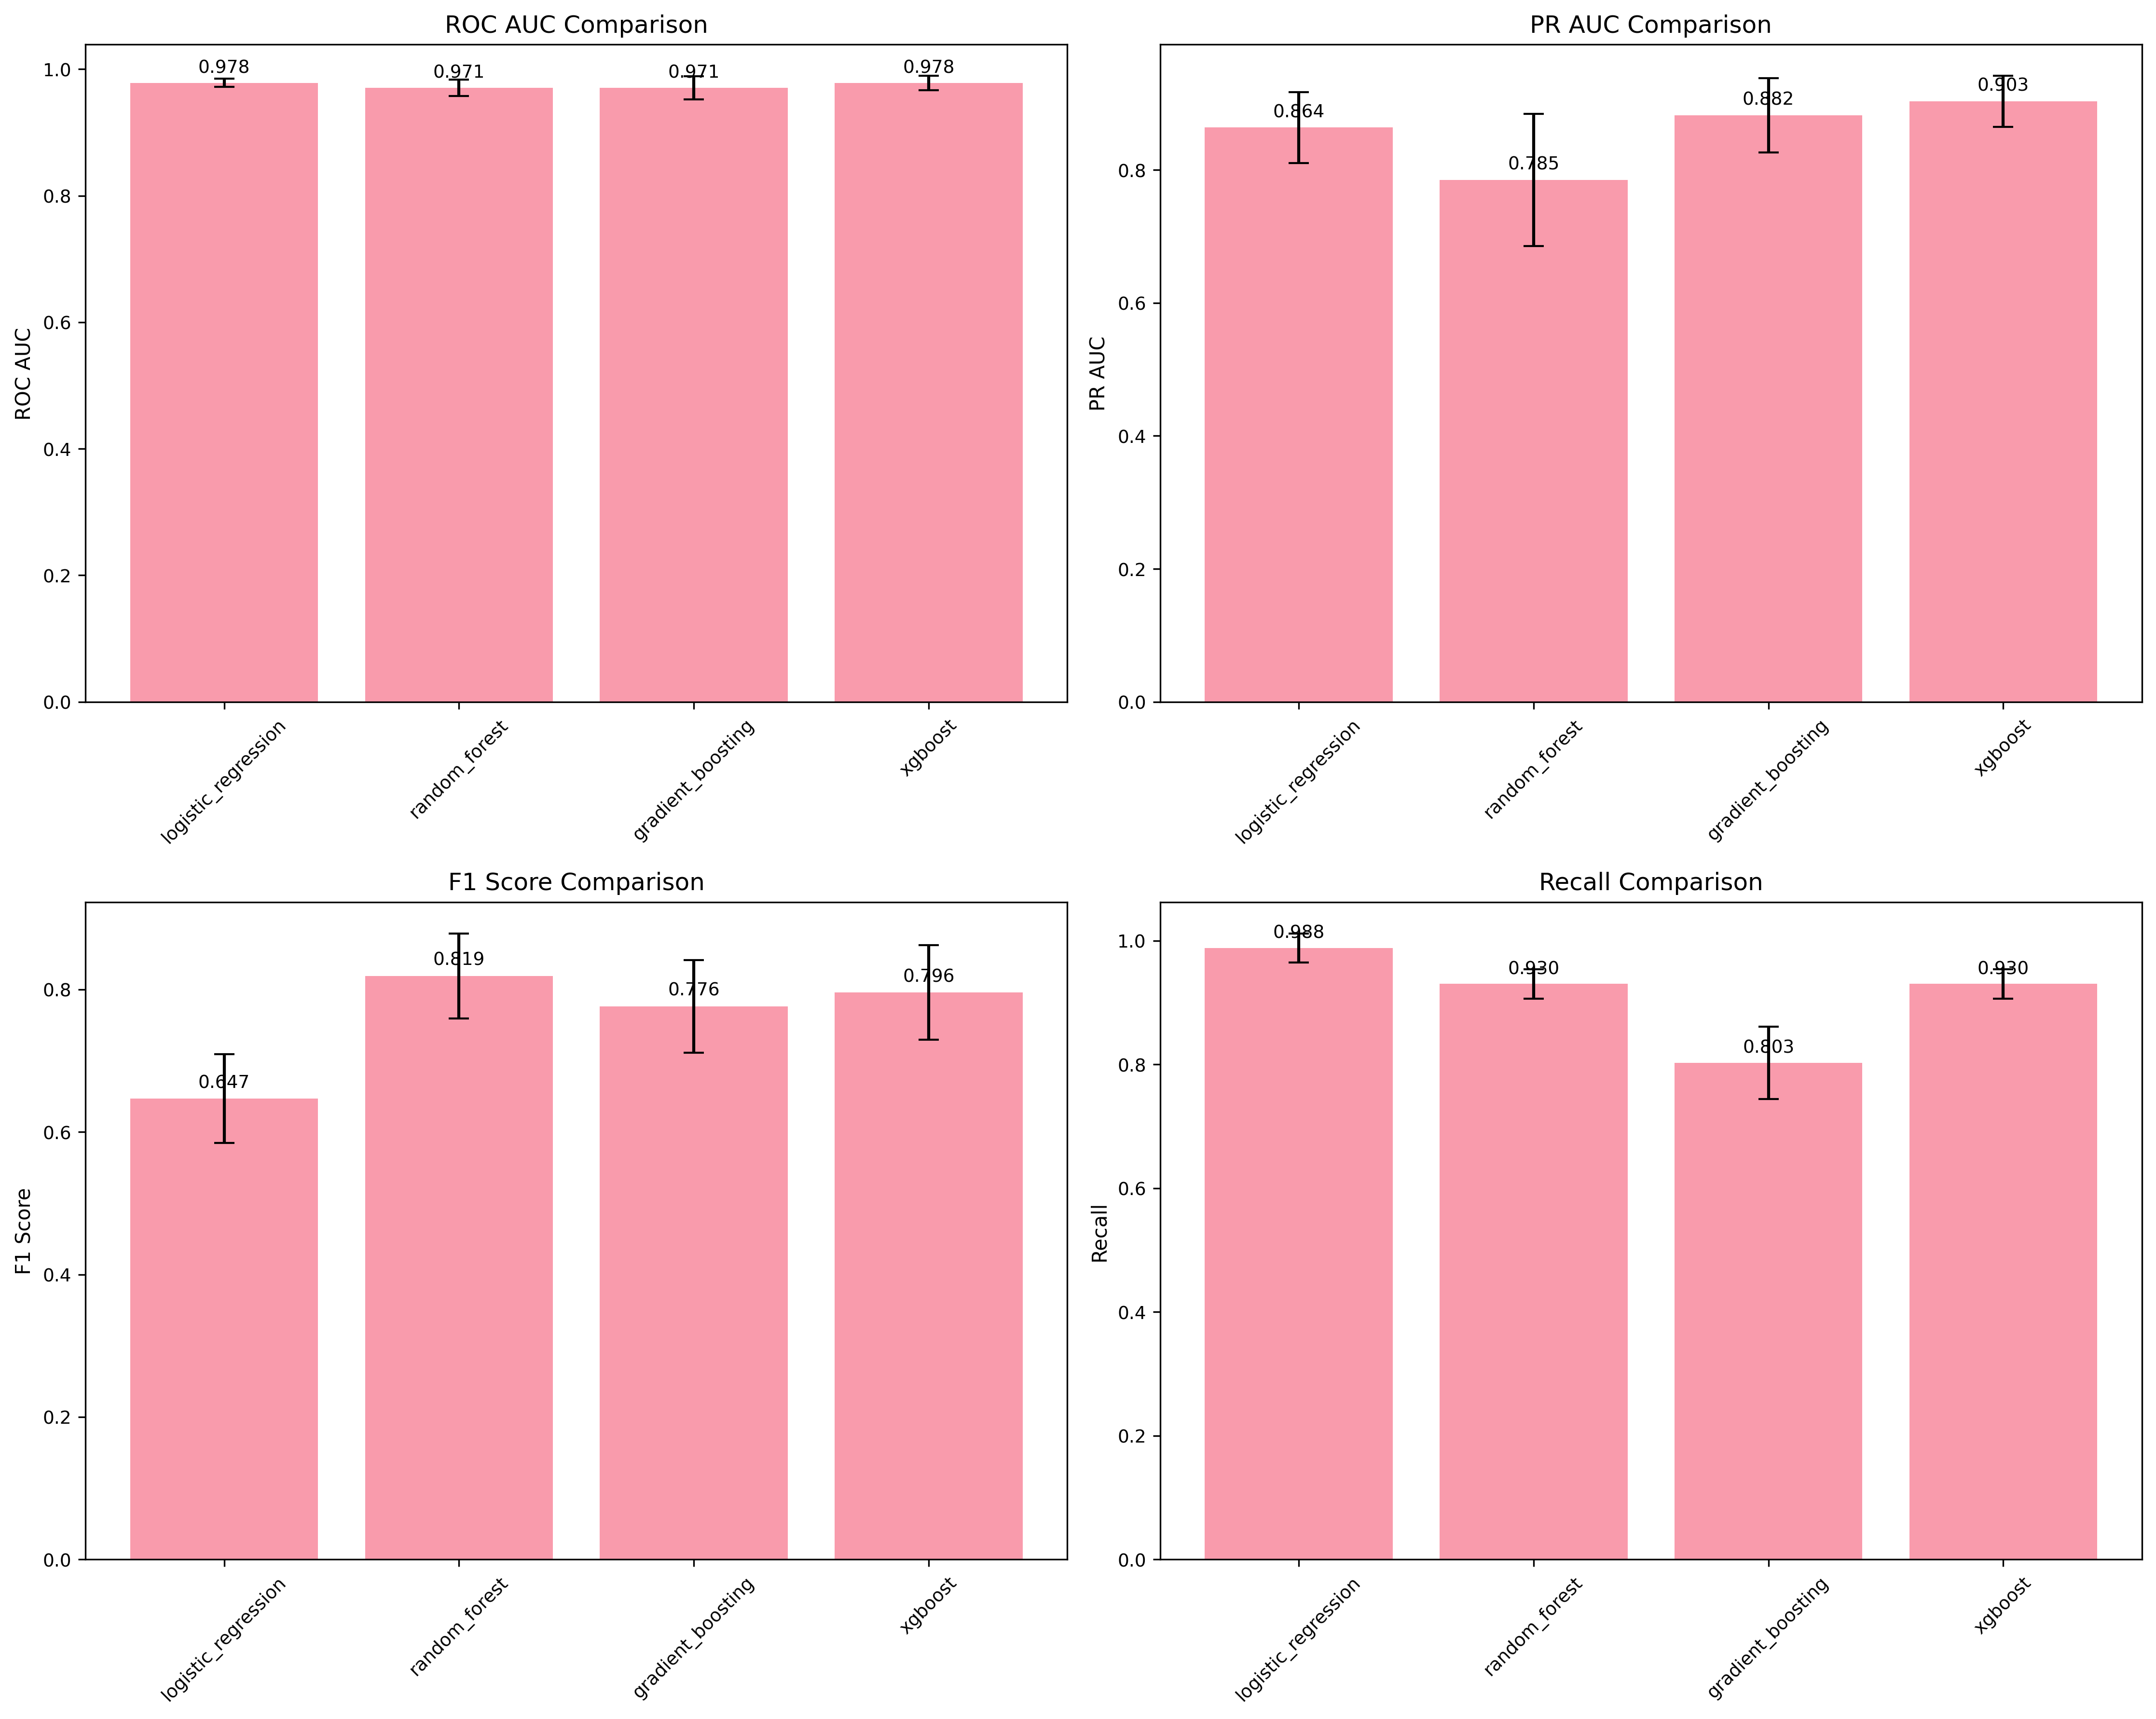 ROC AUC Comparison
ROC AUC
1.0
0.8
0.6
0.4
0.2
0.0
0.978
0.971
0.971
0.978
logistic_regression
random_forest
gradient_boosting
xgboost
PR AUC Comparison
PR AUC
0.8
0.6
0.4
0.2
0.0
0.864
0.785
0.882
0.903
logistic_regression
random_forest
gradient_boosting
xgboost
F1 Score Comparison
F1 Score
0.8
0.6
0.4
0.2
0.0
0.647
0.819
0.776
0.796
logistic_regression
random_forest
gradient_boosting
xgboost
Recall Comparison
Recall
1.0
0.8
0.6
0.4
0.2
0.0
0.988
0.930
0.803
0.930
logistic_regression
random_forest
gradient_boosting
xgboost